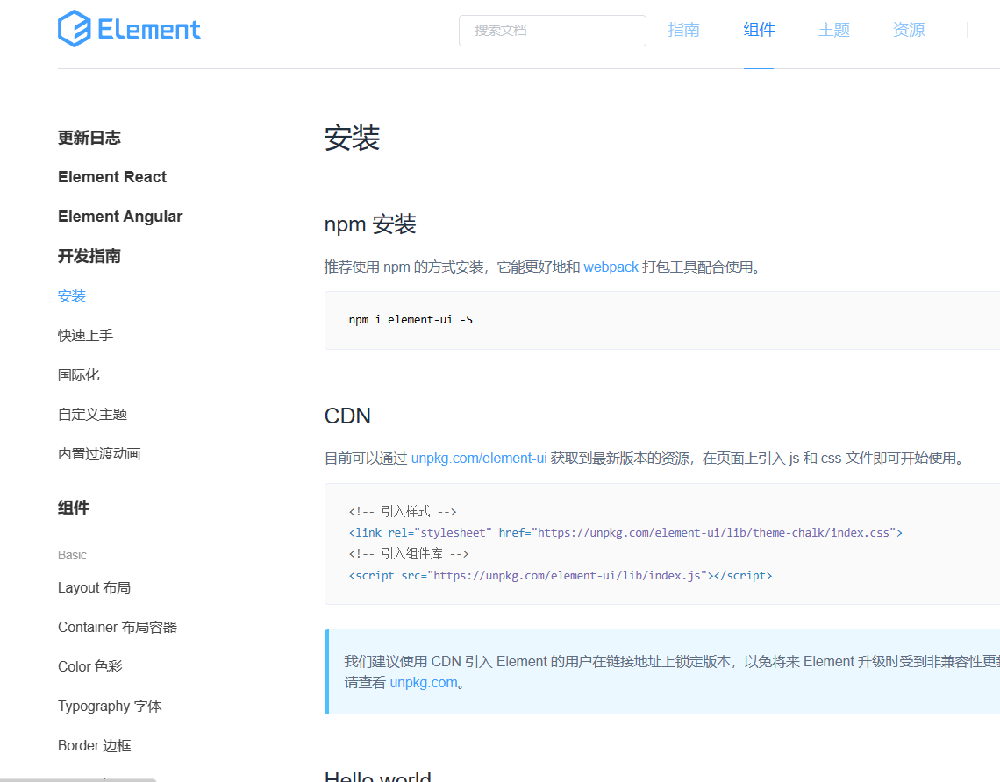 Element
搜索文档
指南
组件
主题
资源
更新日志
Element React
Element Angular
开发指南
安装
快速上手
国际化
自定义主题
内置过渡动画
组件
Basic
Layout 布局
Container 布局容器
Color 色彩
Typography 字体
Border 边框
安装
npm 安装
推荐使用 npm 的方式安装，它能更好地和 webpack 打包工具配合使用。
npm i element-ui -S
CDN
目前可以通过 unpkg.com/element-ui 获取到最新版本的资源，在页面上引入 js 和 css 文件即可开始使用。
<!-- 引入样式 -->
<link rel="stylesheet" href="https://unpkg.com/element-ui/lib/theme-chalk/index.css">
<!-- 引入组件库 -->
<script src="https://unpkg.com/element-ui/lib/index.js"></script>
我们建议使用 CDN 引入 Element 的用户在链接地址上锁定版本，以免将来 Element 升级时受到非兼容性更新
请查看 unpkg.com。
Hello world